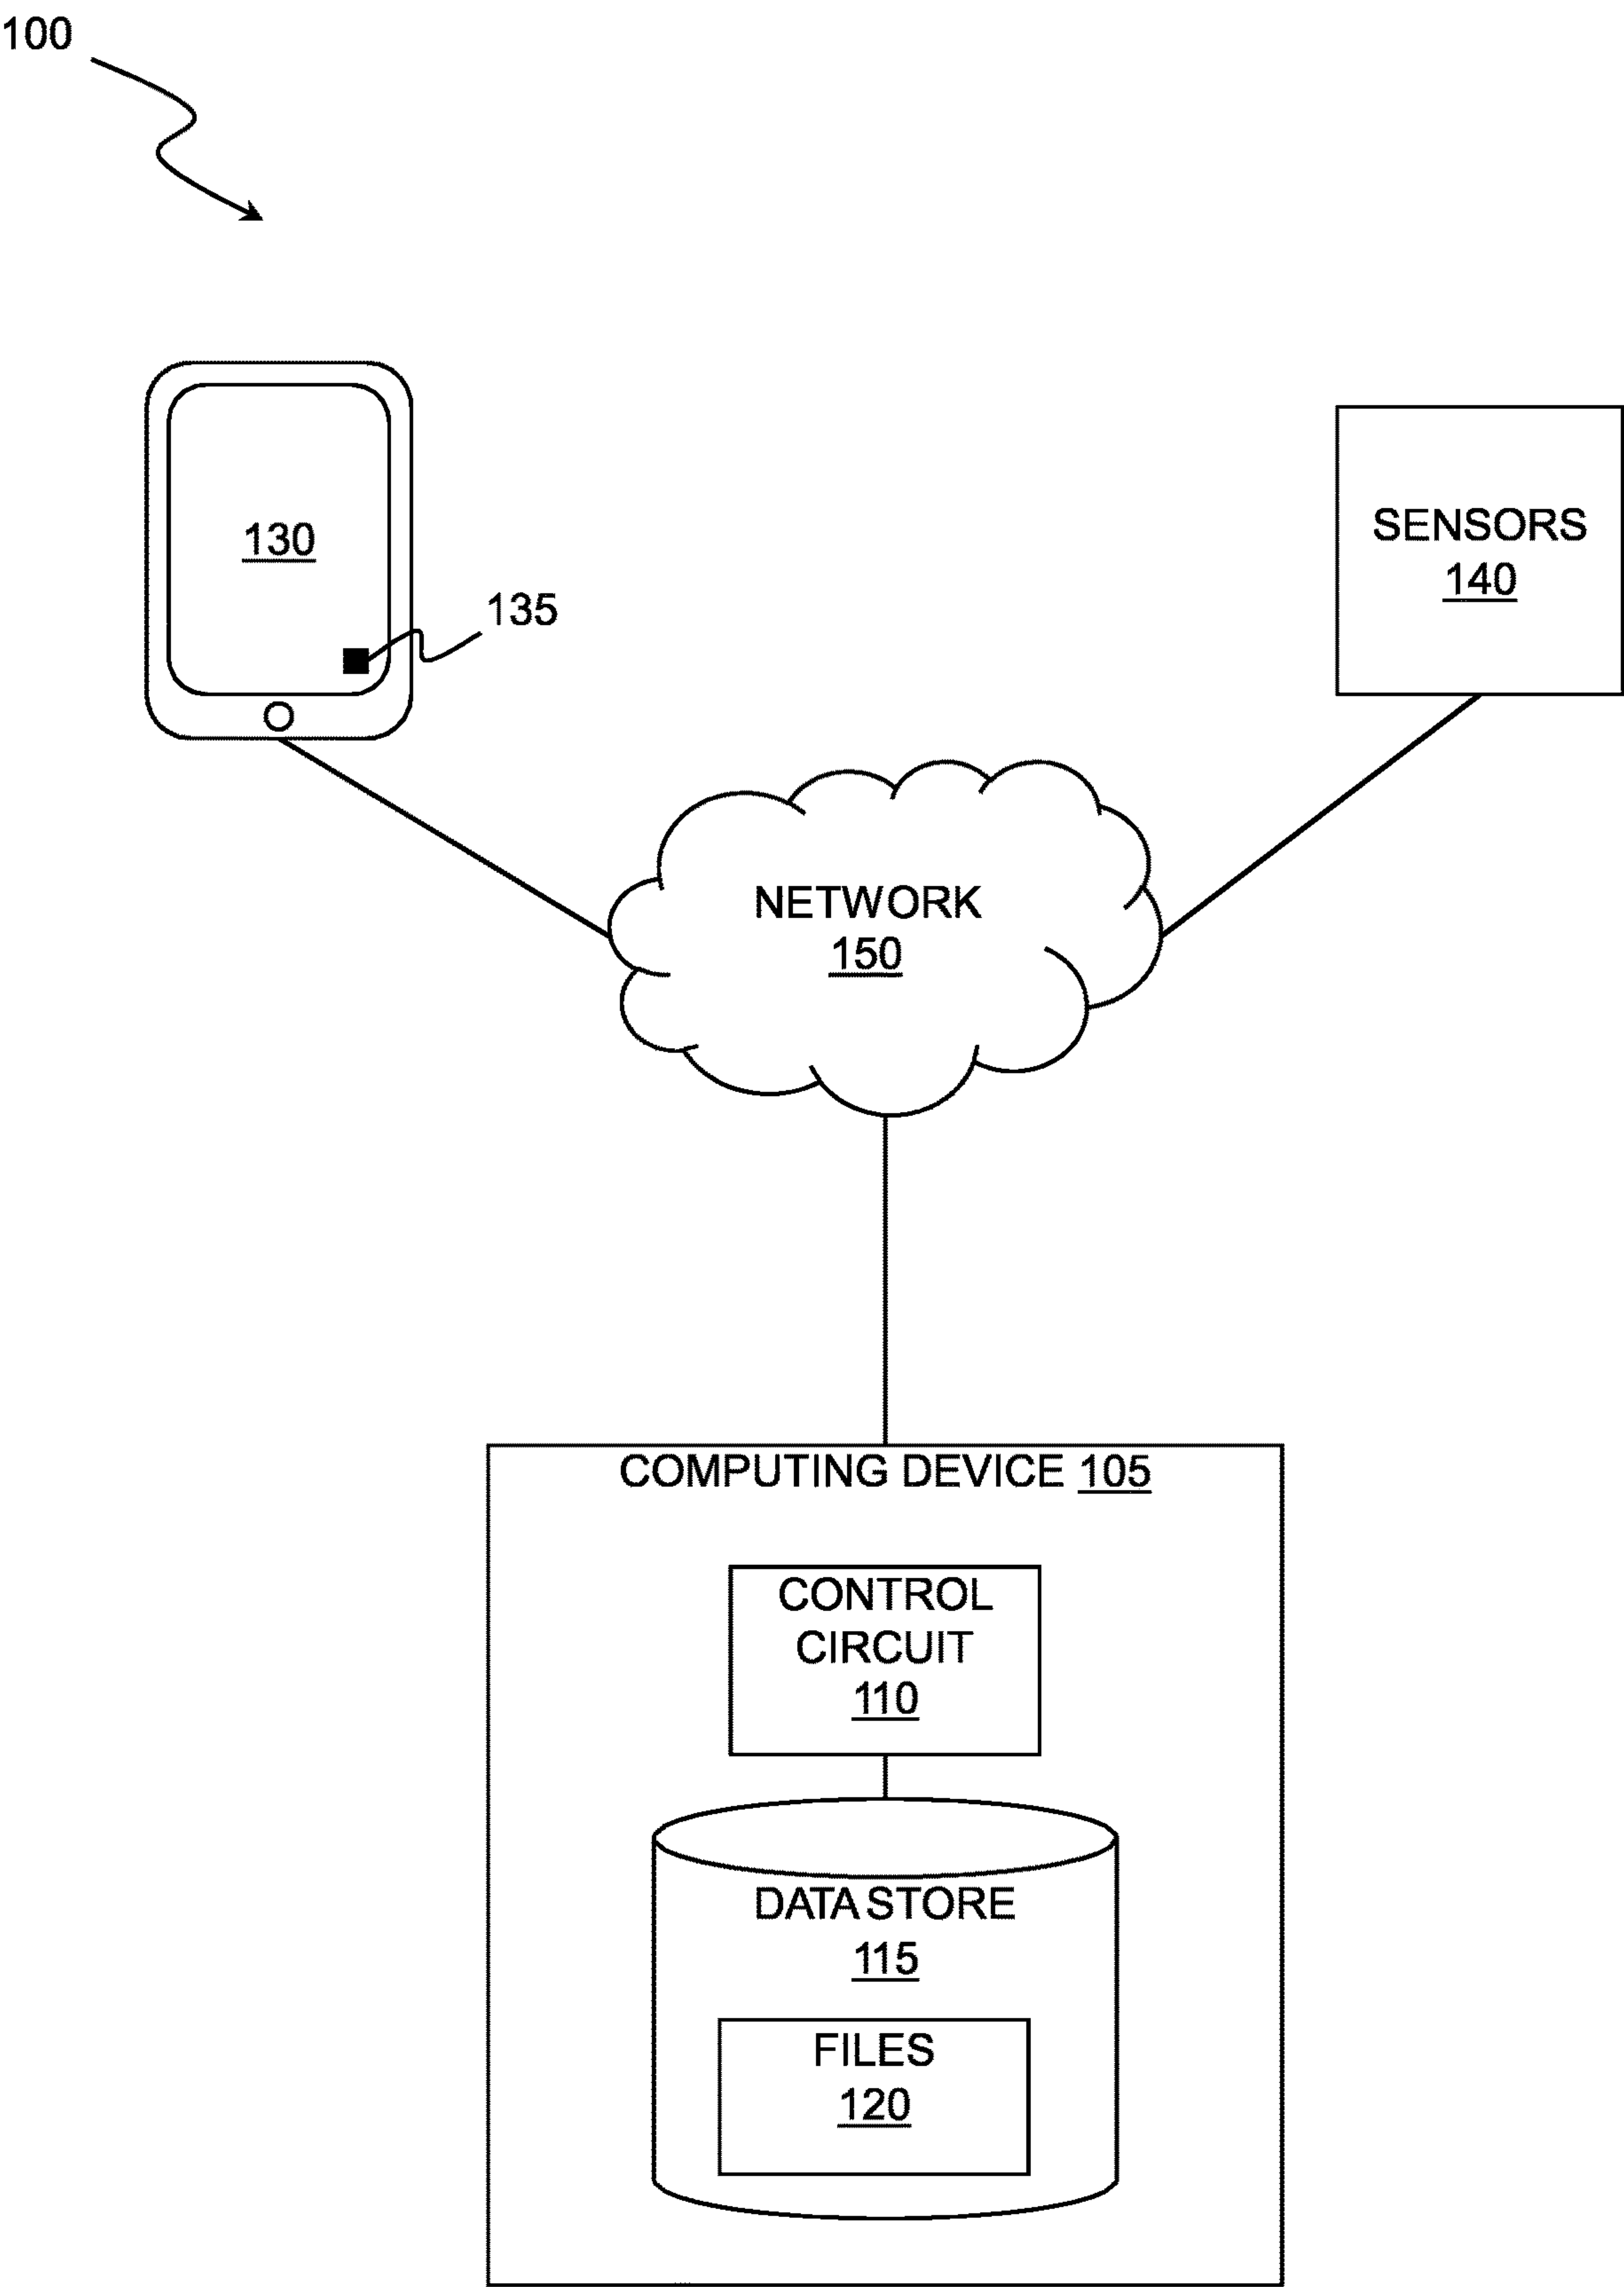 100
130
135
SENSORS
140
NETWORK
150
COMPUTING DEVICE 105
CONTROL
CIRCUIT
110
DATA STORE
115
FILES
120